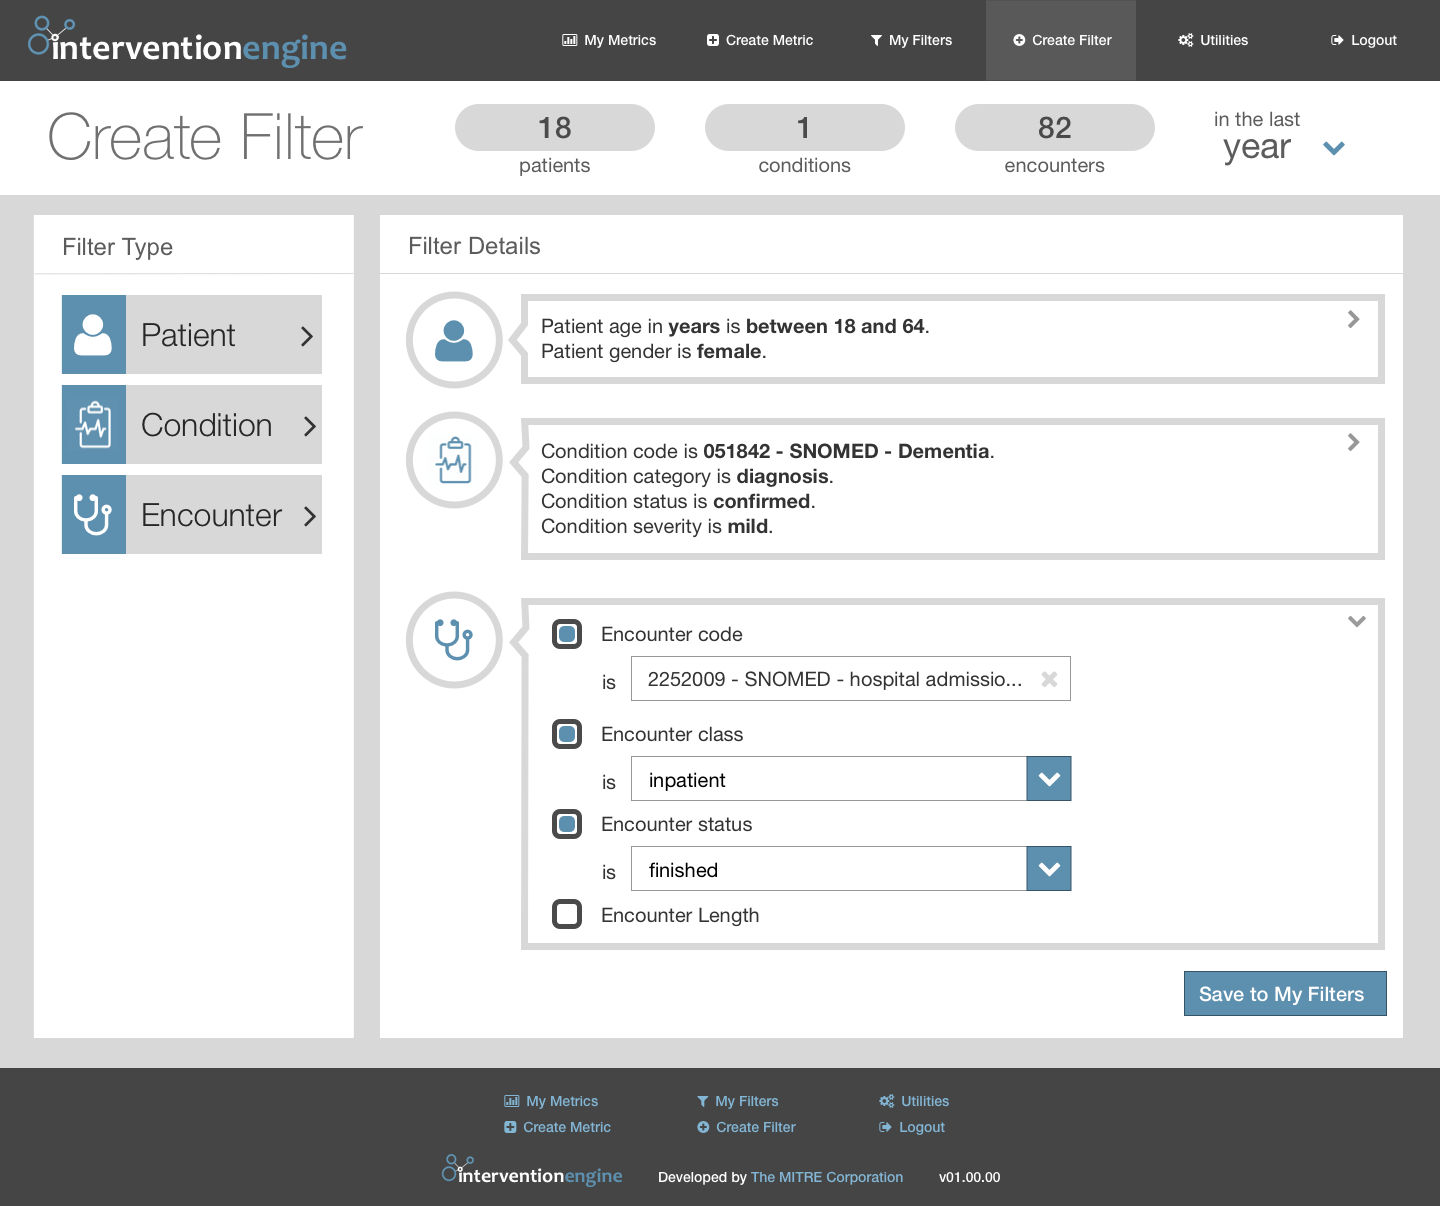 interventionengine
My Metrics
Create Metric
My Filters
Create Filter
Utilities
Logout
Create Filter
18
patients
1
conditions
82
encounters
in the last
year
Filter Type
Patient
Condition
Encounter
Filter Details
Patient age in years is between 18 and 64.
Patient gender is female.
Condition code is 051842 - SNOMED - Dementia.
Condition category is diagnosis.
Condition status is confirmed.
Condition severity is mild.
Encounter code
is 2252009 - SNOMED - hospital admissio...
Encounter class
is inpatient
Encounter status
is finished
Encounter Length
Save to My Filters
My Metrics
My Filters
Utilities
Create Metric
Create Filter
Logout
interventionengine
Developed by The MITRE Corporation
v01.00.00